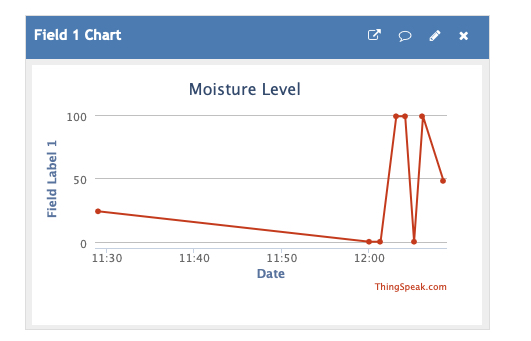 Field 1 Chart
Moisture Level
100
50
0
Field Label 1
11:30 11:40 11:50 12:00
Date
ThingSpeak.com